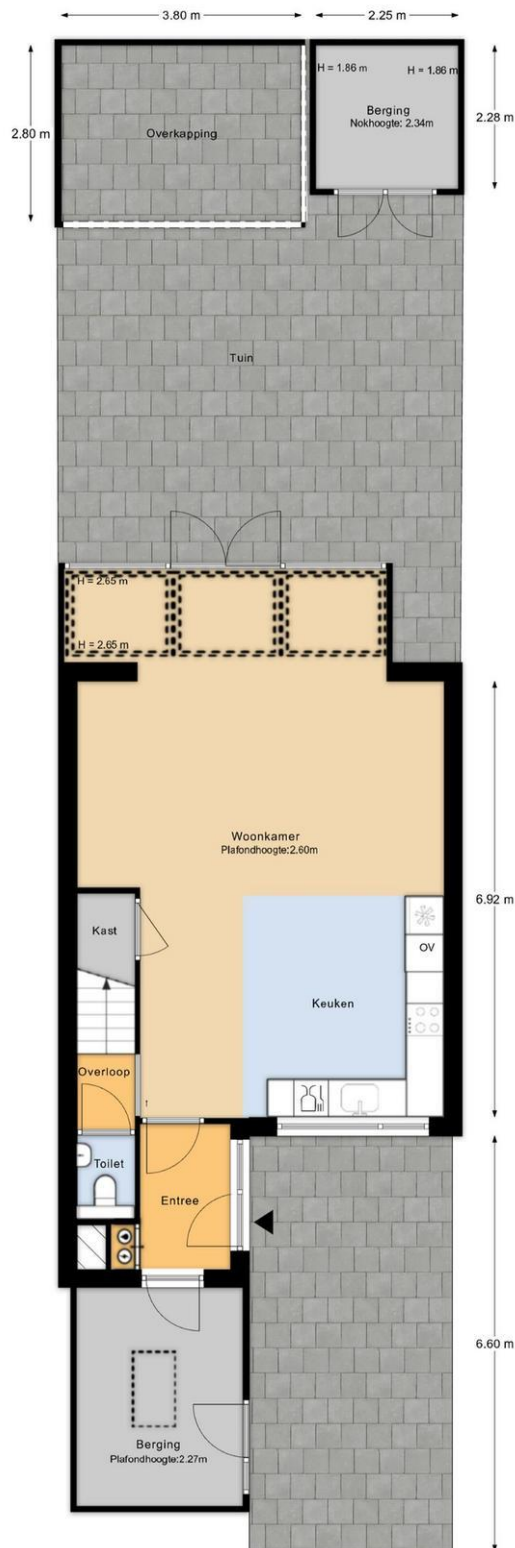 3.80 m
2.25 m
H = 1.86 m
H = 1.86 m
2.80 m
2.28 m
Berging
Nokhoogte: 2.34m
Overkapping
Tuin
H = 2.65 m
H = 2.65 m
Woonkamer
Plafondhoogte:2.60m
6.92 m
Kast
OV
Keuken
Overloop
Toilet
Entree
6.60 m
Berging
Plafondhoogte:2.27m